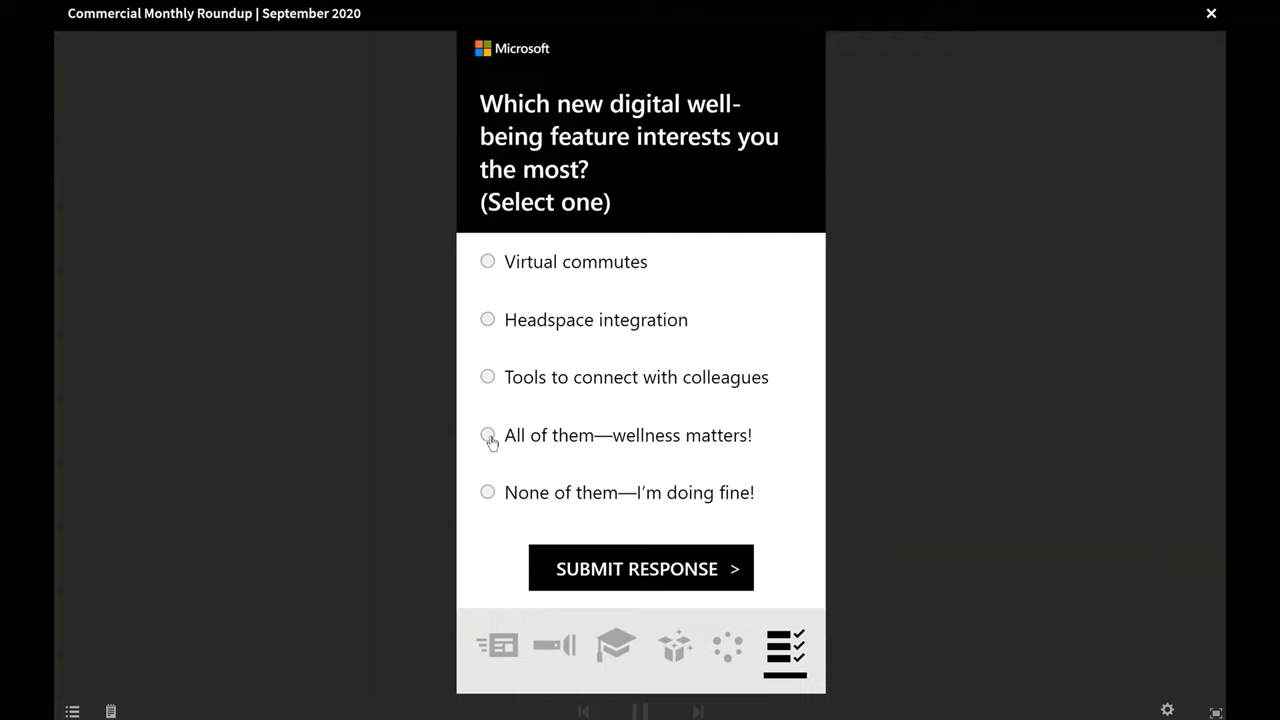 Commercial Monthly Roundup | September 2020
Microsoft
Which new digital well-
being feature interests you
the most?
(Select one)
Virtual commutes
Headspace integration
Tools to connect with colleagues
All of them—wellness matters!
None of them—I'm doing fine!
SUBMIT RESPONSE >